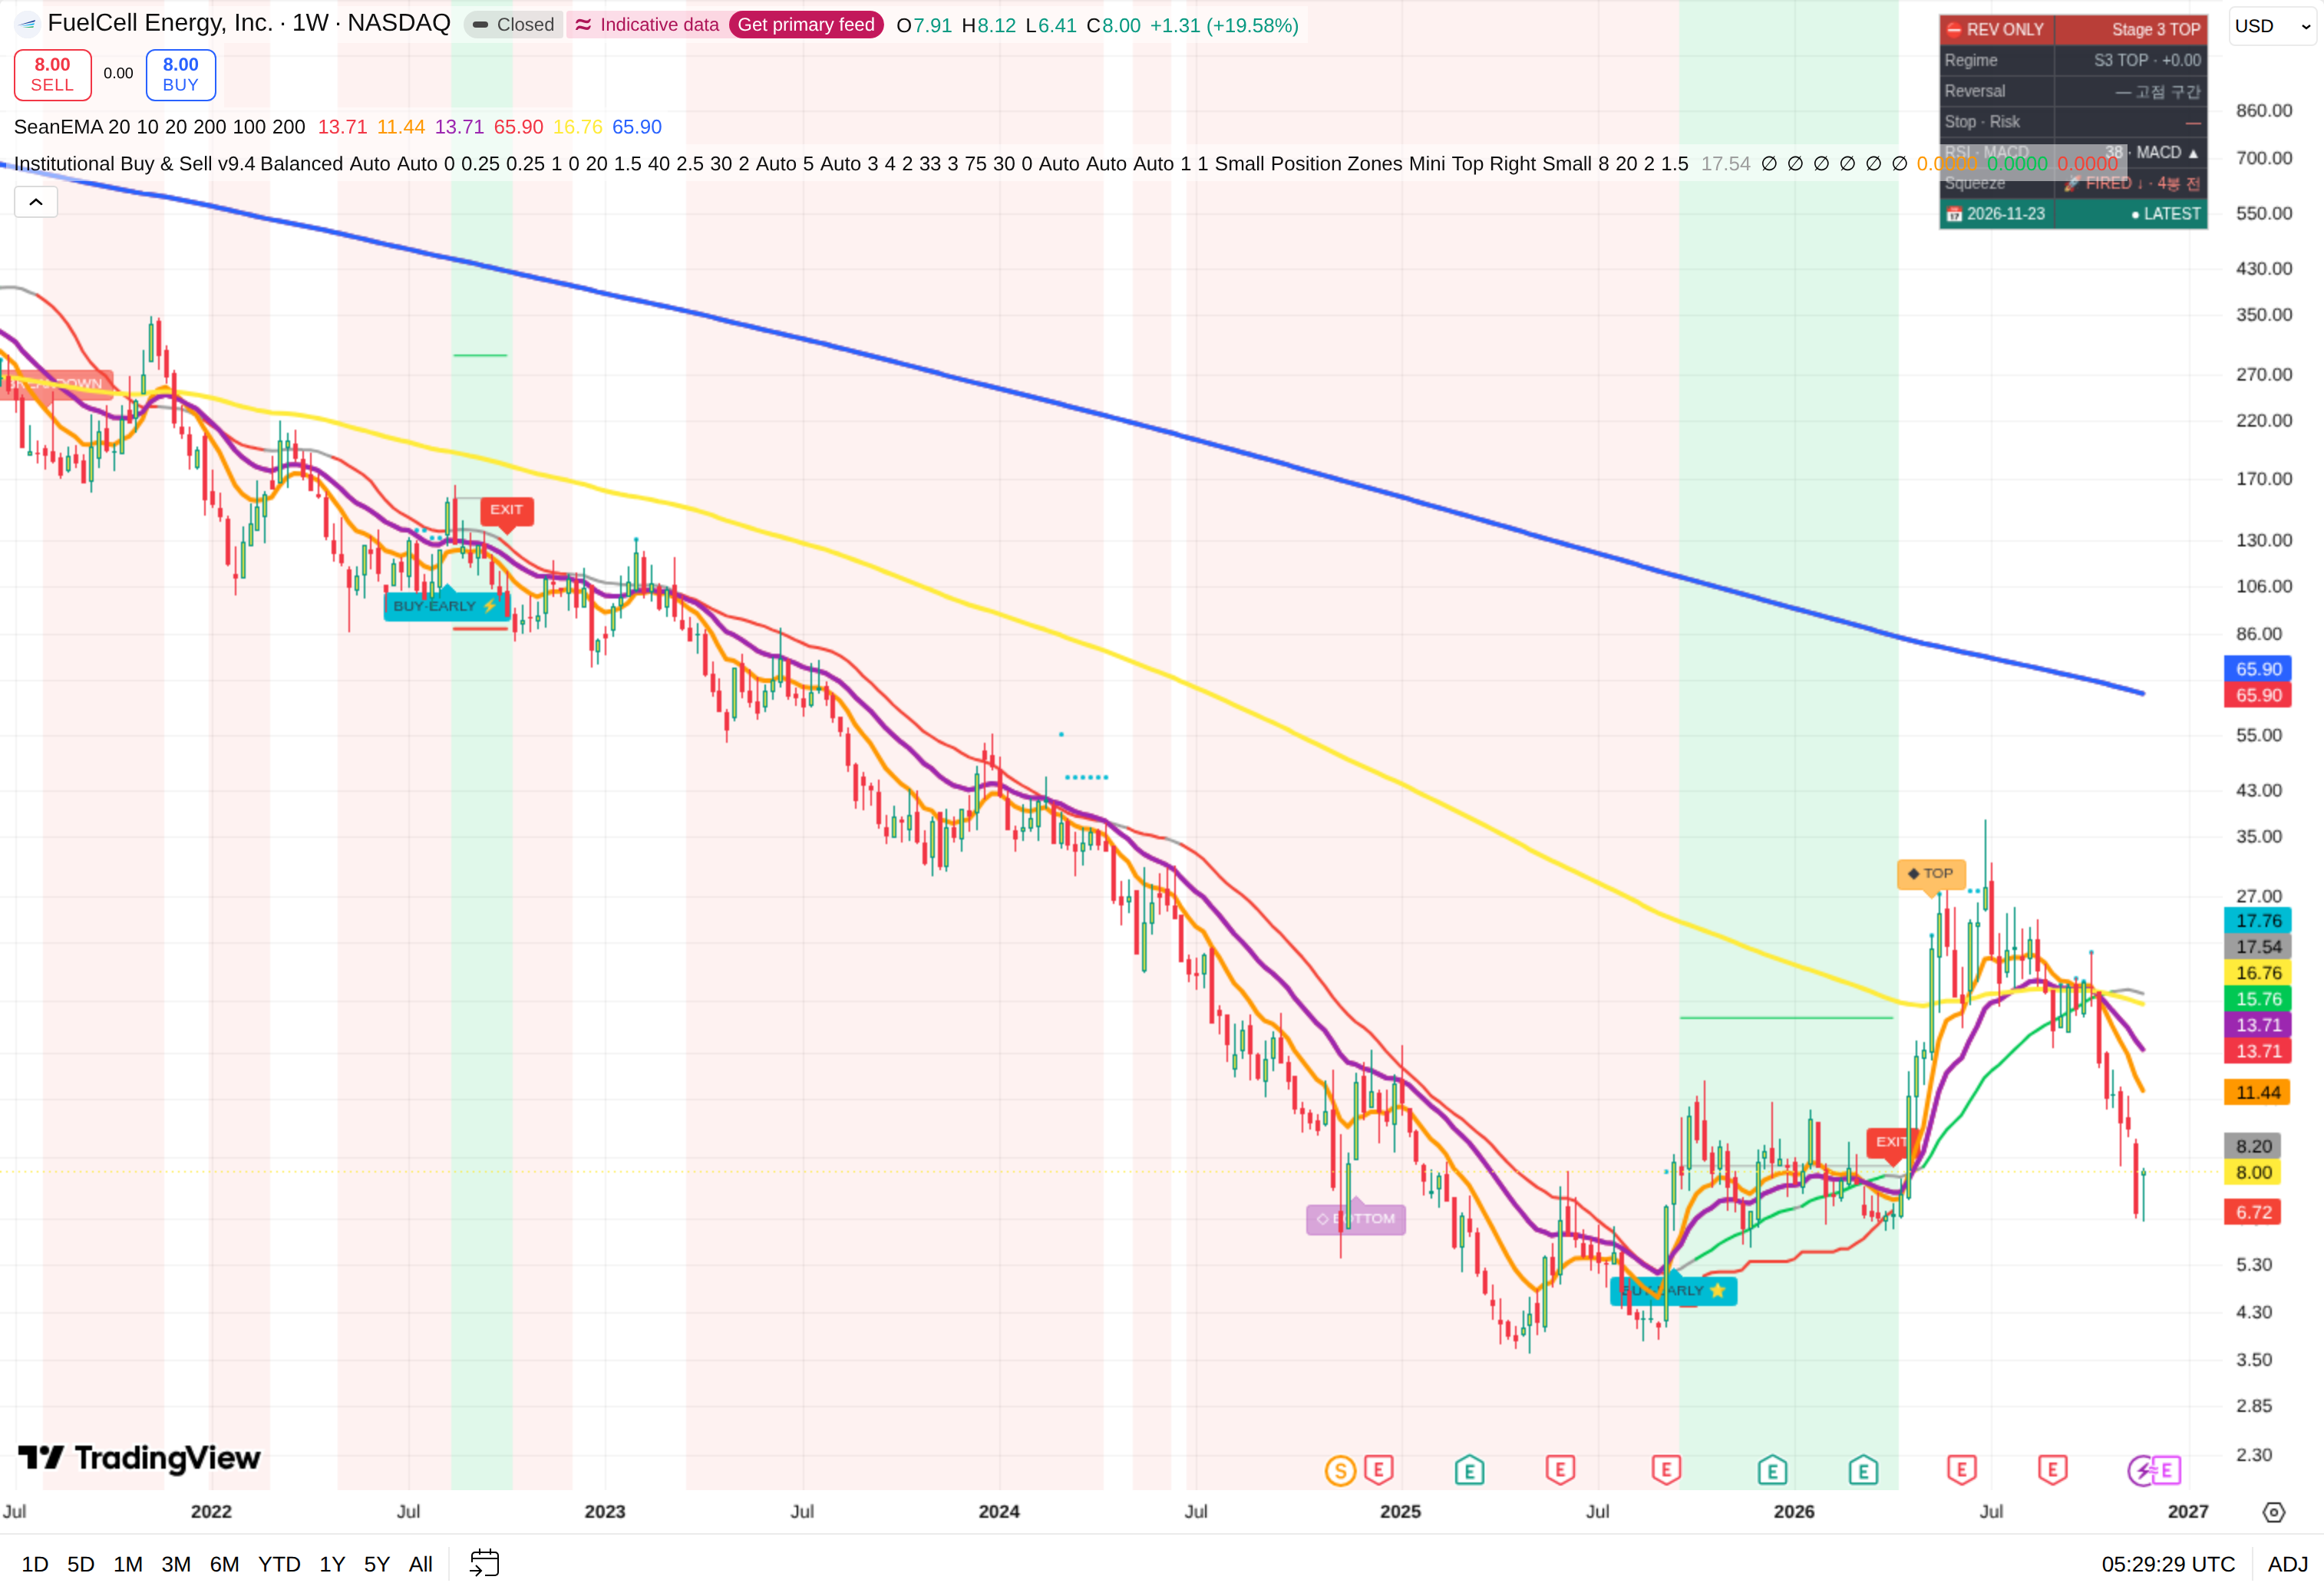 FuelCell Energy, Inc. · 1W · NASDAQ Closed Indicative data Get primary feed O7.91 H8.12 L6.41 C8.00 +1.31 (+19.58%)
8.00 SELL 0.00 8.00 BUY
SeanEMA 20 10 20 200 100 200 13.71 11.44 13.71 65.90 16.76 65.90
Institutional Buy & Sell v9.4 Balanced Auto Auto 0 0.25 0.25 1 0 20 1.5 40 2.5 30 2 Auto 5 Auto 3 4 2 33 3 75 30 0 Auto Auto Auto 1 1 Small Position Zones Mini Top Right Small 8 20 2 1.5 17.54 ∅ ∅ ∅ ∅ ∅ ∅ 0.0000 0.0000 0.0000
⛔ REV ONLY Stage 3 TOP
Regime S3 TOP · +0.00
Reversal — 고점 구간
Stop · Risk —
RSI · MACD 38 · MACD ▲
Squeeze 🚀 FIRED ↓ · 4봉 전
📅 2026-11-23 ● LATEST
USD
860.00
700.00
550.00
430.00
350.00
270.00
220.00
170.00
130.00
106.00
86.00
65.90
65.90
55.00
43.00
35.00
27.00
17.76
17.54
16.76
15.76
13.71
13.71
11.44
8.20
8.00
6.72
5.30
4.30
3.50
2.85
2.30
EXIT
BUY-EARLY ⚡
◆ TOP
EXIT
◇ BOTTOM
TradingView
S E E E E E E E E E
Jul 2022 Jul 2023 Jul 2024 Jul 2025 Jul 2026 Jul 2027
1D 5D 1M 3M 6M YTD 1Y 5Y All 05:29:29 UTC ADJ